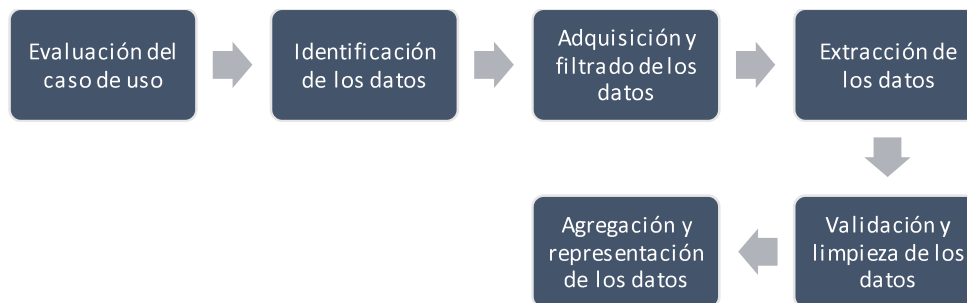 Evaluación del
caso de uso
Identificación
de los datos
Adquisición y
filtrado de los
datos
Extracción de
los datos
Validación y
limpieza de los
datos
Agregación y
representación
de los datos